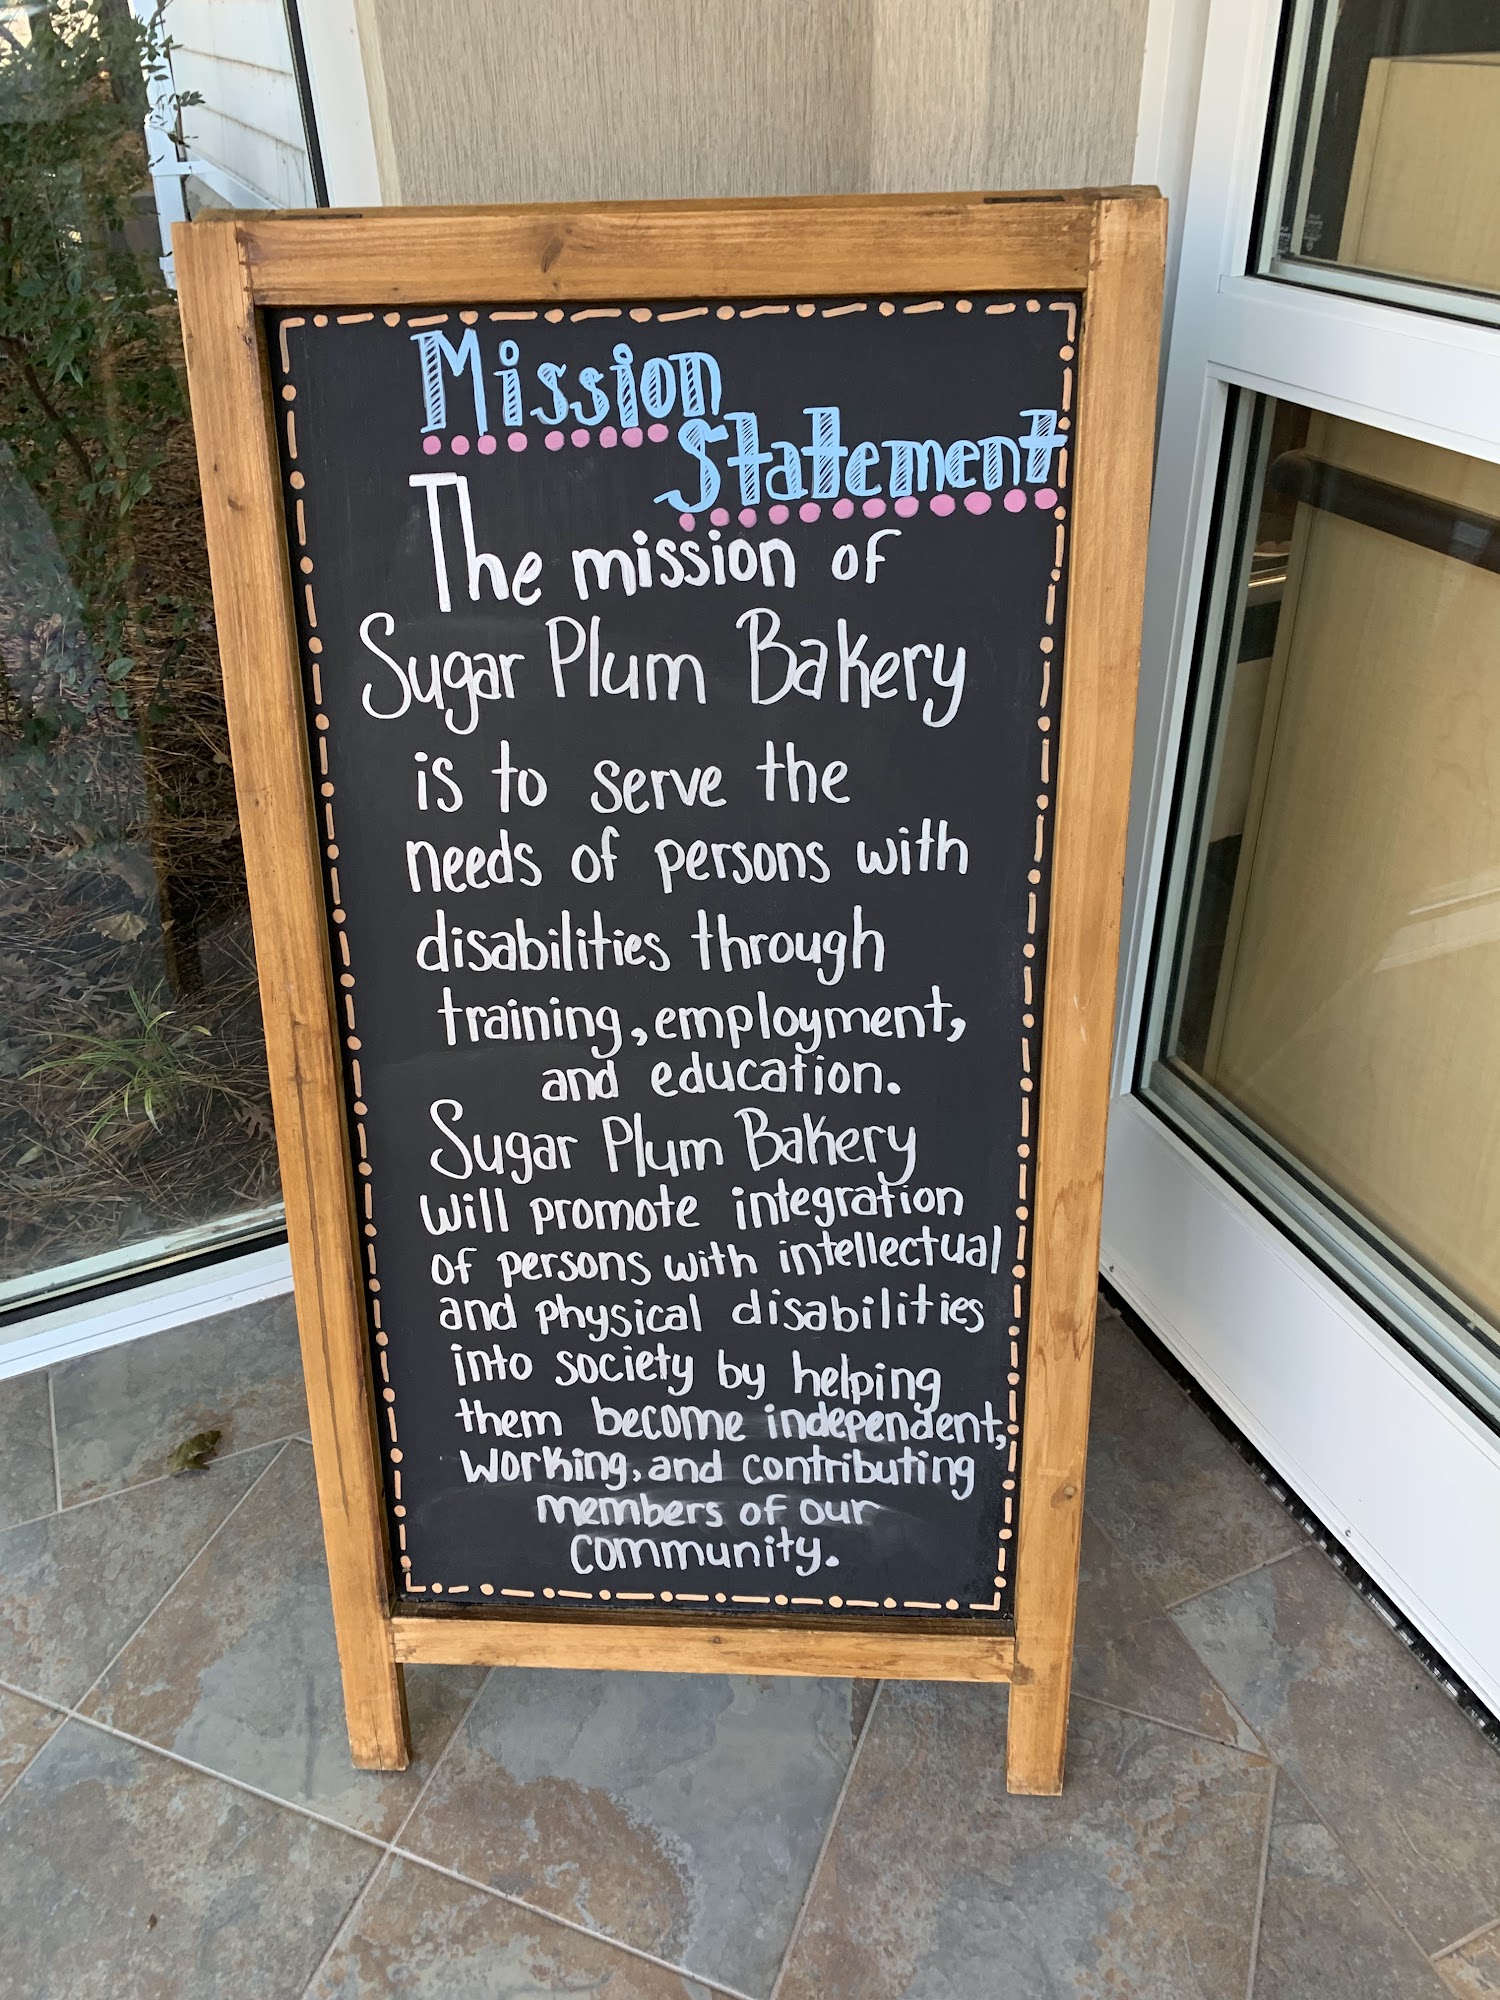 Mission
Statement
The mission of
Sugar Plum Bakery
is to serve the
needs of persons with
disabilities through
training, employment,
and education.
Sugar Plum Bakery
will promote integration
of persons with intellectual
and physical disabilities
into society by helping
them become independent,
working, and contributing
members of our
community.